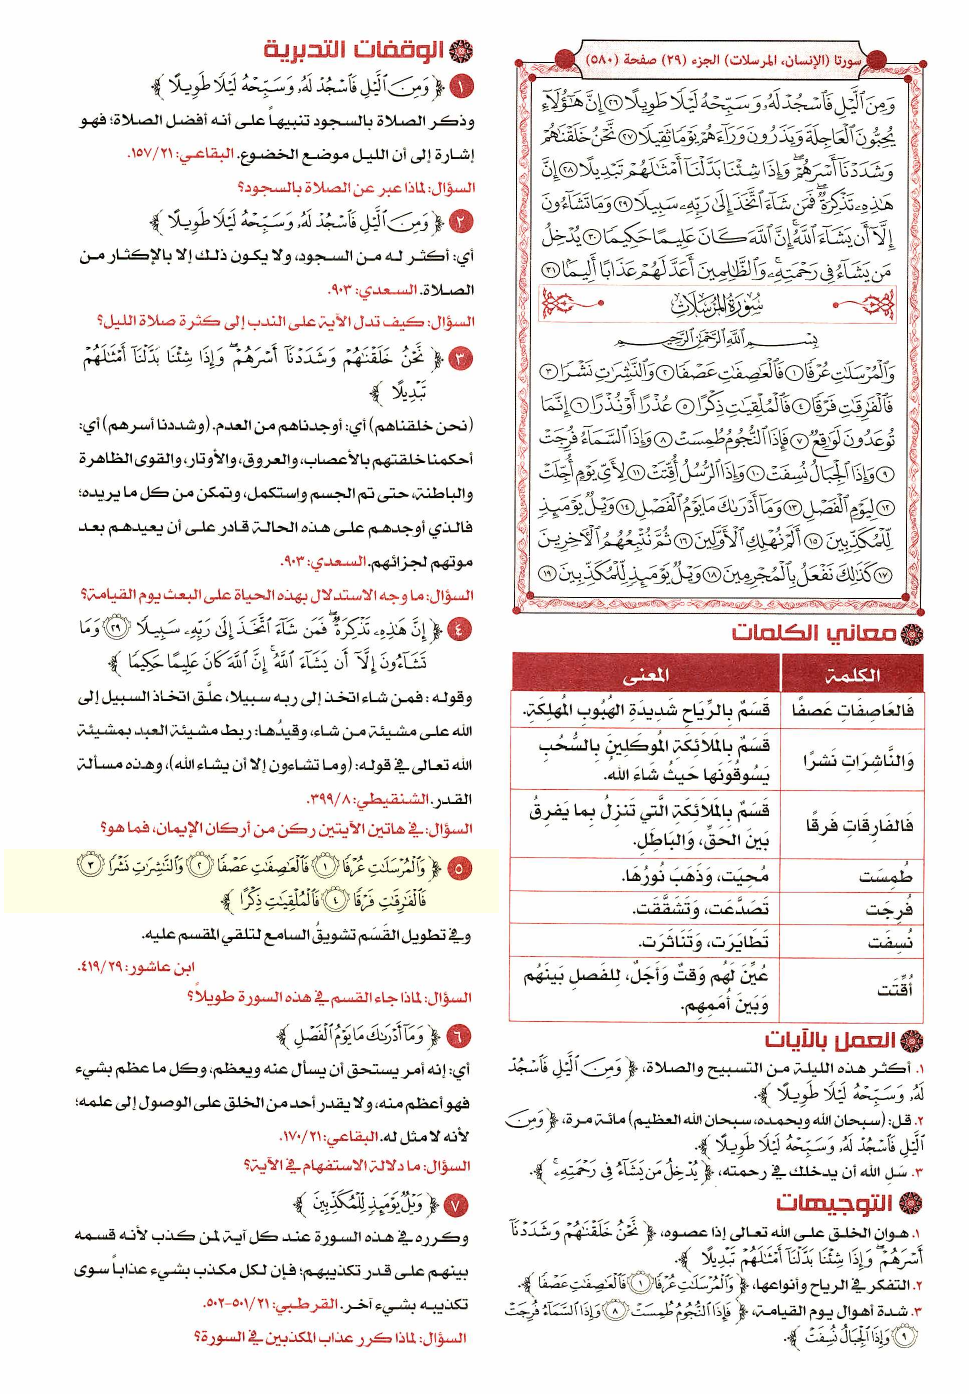 سورتا (الإنسان، المرسلات) الجزء (٢٩) صفحة (٥٨٠)
وَمِنَ ٱلَّيْلِ فَٱسْجُدْ لَهُۥ وَسَبِّحْهُ لَيْلًا طَوِيلًا ٢٦ إِنَّ هَٰٓؤُلَآءِ
يُحِبُّونَ ٱلْعَاجِلَةَ وَيَذَرُونَ وَرَآءَهُمْ يَوْمًا ثَقِيلًا ٢٧ نَّحْنُ خَلَقْنَٰهُمْ
وَشَدَدْنَآ أَسْرَهُمْ ۖ وَإِذَا شِئْنَا بَدَّلْنَآ أَمْثَٰلَهُمْ تَبْدِيلًا ٢٨ إِنَّ
هَٰذِهِۦ تَذْكِرَةٌ ۖ فَمَن شَآءَ ٱتَّخَذَ إِلَىٰ رَبِّهِۦ سَبِيلًا ٢٩ وَمَا تَشَآءُونَ
إِلَّآ أَن يَشَآءَ ٱللَّهُ ۚ إِنَّ ٱللَّهَ كَانَ عَلِيمًا حَكِيمًا ٣٠ يُدْخِلُ
مَن يَشَآءُ فِى رَحْمَتِهِۦ ۚ وَٱلظَّٰلِمِينَ أَعَدَّ لَهُمْ عَذَابًا أَلِيمًۢا ٣١
سُورَةُ المُرْسَلَاتِ
بِسْمِ ٱللَّهِ ٱلرَّحْمَٰنِ ٱلرَّحِيمِ
وَٱلْمُرْسَلَٰتِ عُرْفًا ١ فَٱلْعَٰصِفَٰتِ عَصْفًا ٢ وَٱلنَّٰشِرَٰتِ نَشْرًا ٣
فَٱلْفَٰرِقَٰتِ فَرْقًا ٤ فَٱلْمُلْقِيَٰتِ ذِكْرًا ٥ عُذْرًا أَوْ نُذْرًا ٦ إِنَّمَا
تُوعَدُونَ لَوَٰقِعٌ ٧ فَإِذَا ٱلنُّجُومُ طُمِسَتْ ٨ وَإِذَا ٱلسَّمَآءُ فُرِجَتْ
٩ وَإِذَا ٱلْجِبَالُ نُسِفَتْ ١٠ وَإِذَا ٱلرُّسُلُ أُقِّتَتْ ١١ لِأَىِّ يَوْمٍ أُجِّلَتْ
١٢ لِيَوْمِ ٱلْفَصْلِ ١٣ وَمَآ أَدْرَىٰكَ مَا يَوْمُ ٱلْفَصْلِ ١٤ وَيْلٌ يَوْمَئِذٍ
لِّلْمُكَذِّبِينَ ١٥ أَلَمْ نُهْلِكِ ٱلْأَوَّلِينَ ١٦ ثُمَّ نُتْبِعُهُمُ ٱلْءَاخِرِينَ
١٧ كَذَٰلِكَ نَفْعَلُ بِٱلْمُجْرِمِينَ ١٨ وَيْلٌ يَوْمَئِذٍ لِّلْمُكَذِّبِينَ ١٩
معاني الكلمات
الكلمة المعنى
فَالعَاصِفَاتِ عَصفًا قَسَمٌ بِالرِّيَاحِ شَدِيدَةِ الهُبُوبِ المُهلِكَةِ.
وَالنَّاشِرَاتِ نَشرًا قَسَمٌ بِالمَلَائِكَةِ المُوَكَّلِينَ بِالسُّحُبِ
يَسُوقُونَهَا حَيثُ شَاءَ اللهُ.
فَالفَارِقَاتِ فَرقًا قَسَمٌ بِالمَلَائِكَةِ الَّتِي تَنزِلُ بما يَفرِقُ
بَينَ الحَقِّ، وَالبَاطِلِ.
طُمِسَت مُحِيَت، وَذَهَبَ نُورُهَا.
فُرِجَت تَصَدَّعَت، وَتَشَقَّقَت.
نُسِفَت تَطَايَرَت، وَتَنَاثَرَت.
أُقِّتَت عُيِّنَ لَهُم وَقتٌ وَأَجَلٌ، لِلفَصلِ بَينَهُم
وَبَينَ أُمَمِهِم.
العمل بالآيات
١. أكثر هذه الليلة من التسبيح والصلاة، ﴿ وَمِنَ ٱلَّيْلِ فَٱسْجُدْ
لَهُۥ وَسَبِّحْهُ لَيْلًا طَوِيلًا ﴾.
٢. قل: (سبحان الله وبحمده، سبحان الله العظيم) مائة مرة، ﴿ وَمِنَ
ٱلَّيْلِ فَٱسْجُدْ لَهُۥ وَسَبِّحْهُ لَيْلًا طَوِيلًا ﴾.
٣. سَلِ الله أن يدخلك في رحمته، ﴿ يُدْخِلُ مَن يَشَآءُ فِى رَحْمَتِهِۦ ﴾.
التوجيهات
١. هوان الخلق على الله تعالى إذا عصوه، ﴿ نَّحْنُ خَلَقْنَٰهُمْ وَشَدَدْنَآ
أَسْرَهُمْ ۖ وَإِذَا شِئْنَا بَدَّلْنَآ أَمْثَٰلَهُمْ تَبْدِيلًا ﴾.
٢. التفكر في الرياح وأنواعها، ﴿ وَٱلْمُرْسَلَٰتِ عُرْفًا ١ فَٱلْعَٰصِفَٰتِ عَصْفًا ﴾.
٣. شدة أهوال يوم القيامة، ﴿ فَإِذَا ٱلنُّجُومُ طُمِسَتْ ٨ وَإِذَا ٱلسَّمَآءُ فُرِجَتْ
٩ وَإِذَا ٱلْجِبَالُ نُسِفَتْ ﴾.
الوقفات التدبرية
١ ﴿ وَمِنَ ٱلَّيْلِ فَٱسْجُدْ لَهُۥ وَسَبِّحْهُ لَيْلًا طَوِيلًا ﴾
وذكر الصلاة بالسجود تنبيهاً على أنه أفضل الصلاة؛ فهو
إشارة إلى أن الليل موضع الخضوع. البقاعي: ١٥٧/٢١.
السؤال: لماذا عبر عن الصلاة بالسجود؟
٢ ﴿ وَمِنَ ٱلَّيْلِ فَٱسْجُدْ لَهُۥ وَسَبِّحْهُ لَيْلًا طَوِيلًا ﴾
أي: أكثر له من السجود، ولا يكون ذلك إلا بالإكثار من
الصلاة. السعدي: ٩٠٣.
السؤال: كيف تدل الآية على الندب إلى كثرة صلاة الليل؟
٣ ﴿ نَّحْنُ خَلَقْنَٰهُمْ وَشَدَدْنَآ أَسْرَهُمْ ۖ وَإِذَا شِئْنَا بَدَّلْنَآ أَمْثَٰلَهُمْ
تَبْدِيلًا ﴾
(نحن خلقناهم) أي: أوجدناهم من العدم. (وشددنا أسرهم) أي:
أحكمنا خلقتهم بالأعصاب، والعروق، والأوتار، والقوى الظاهرة
والباطنة، حتى تم الجسم واستكمل، وتمكن من كل ما يريده؛
فالذي أوجدهم على هذه الحالة قادر على أن يعيدهم بعد
موتهم لجزائهم. السعدي: ٩٠٣.
السؤال: ما وجه الاستدلال بهذه الحياة على البعث يوم القيامة؟
٤ ﴿ إِنَّ هَٰذِهِۦ تَذْكِرَةٌ ۖ فَمَن شَآءَ ٱتَّخَذَ إِلَىٰ رَبِّهِۦ سَبِيلًا ٢٩ وَمَا
تَشَآءُونَ إِلَّآ أَن يَشَآءَ ٱللَّهُ ۚ إِنَّ ٱللَّهَ كَانَ عَلِيمًا حَكِيمًا ﴾
وقوله : فمن شاء اتخذ إلى ربه سبيلا، علَّق اتخاذ السبيل إلى
الله على مشيئة من شاء، وقيدُها: ربط مشيئة العبد بمشيئة
الله تعالى في قوله: (وما تشاءون إلا أن يشاء الله)، وهذه مسألة
القدر. الشنقيطي: ٣٩٩/٨.
السؤال: في هاتين الآيتين ركن من أركان الإيمان، فما هو؟
٥ ﴿ وَٱلْمُرْسَلَٰتِ عُرْفًا ١ فَٱلْعَٰصِفَٰتِ عَصْفًا ٢ وَٱلنَّٰشِرَٰتِ نَشْرًا ٣
فَٱلْفَٰرِقَٰتِ فَرْقًا ٤ فَٱلْمُلْقِيَٰتِ ذِكْرًا ﴾
وفي تطويل القَسَم تشويقُ السامع لتلقي المقسم عليه.
ابن عاشور: ٤١٩/٢٩.
السؤال: لماذا جاء القسم في هذه السورة طويلاً؟
٦ ﴿ وَمَآ أَدْرَىٰكَ مَا يَوْمُ ٱلْفَصْلِ ﴾
أي: إنه أمر يستحق أن يسأل عنه ويعظم، وكل ما عظم بشيء
فهو أعظم منه، ولا يقدر أحد من الخلق على الوصول إلى علمه؛
لأنه لا مثل له. البقاعي: ١٧٠/٢١.
السؤال: ما دلالة الاستفهام في الآية؟
٧ ﴿ وَيْلٌ يَوْمَئِذٍ لِّلْمُكَذِّبِينَ ﴾
وكرره في هذه السورة عند كل آية لمن كذب لأنه قسمه
بينهم على قدر تكذيبهم؛ فإن لكل مكذب بشيء عذاباً سوى
تكذيبه بشيء آخر. القرطبي: ٥٠١/٢١-٥٠٢.
السؤال: لماذا كرر عذاب المكذبين في السورة؟